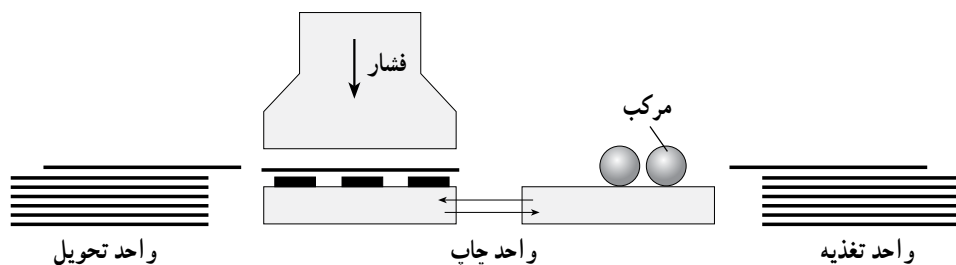 فشار
مرکب
واحد تغذیه
واحد چاپ
واحد تحویل